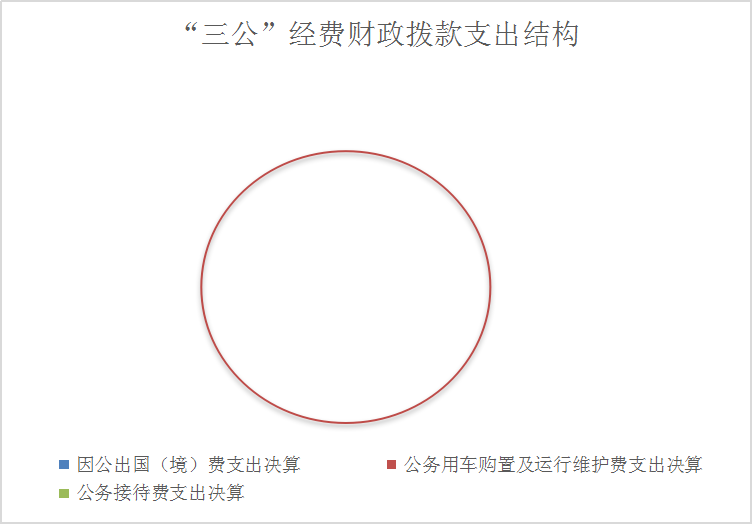 “三公”经费财政拨款支出结构
因公出国（境）费支出决算
公务用车购置及运行维护费支出决算
公务接待费支出决算